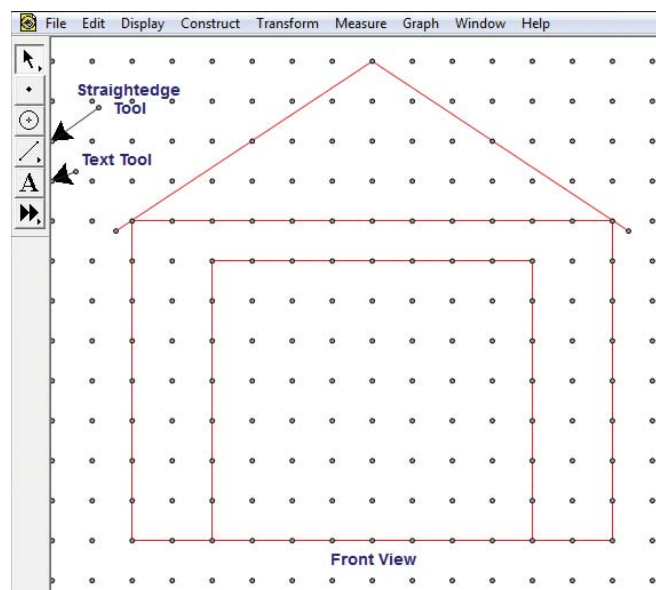 File Edit Display Construct Transform Measure Graph Window Help
Straightedge
Tool
Text Tool
A
Front View